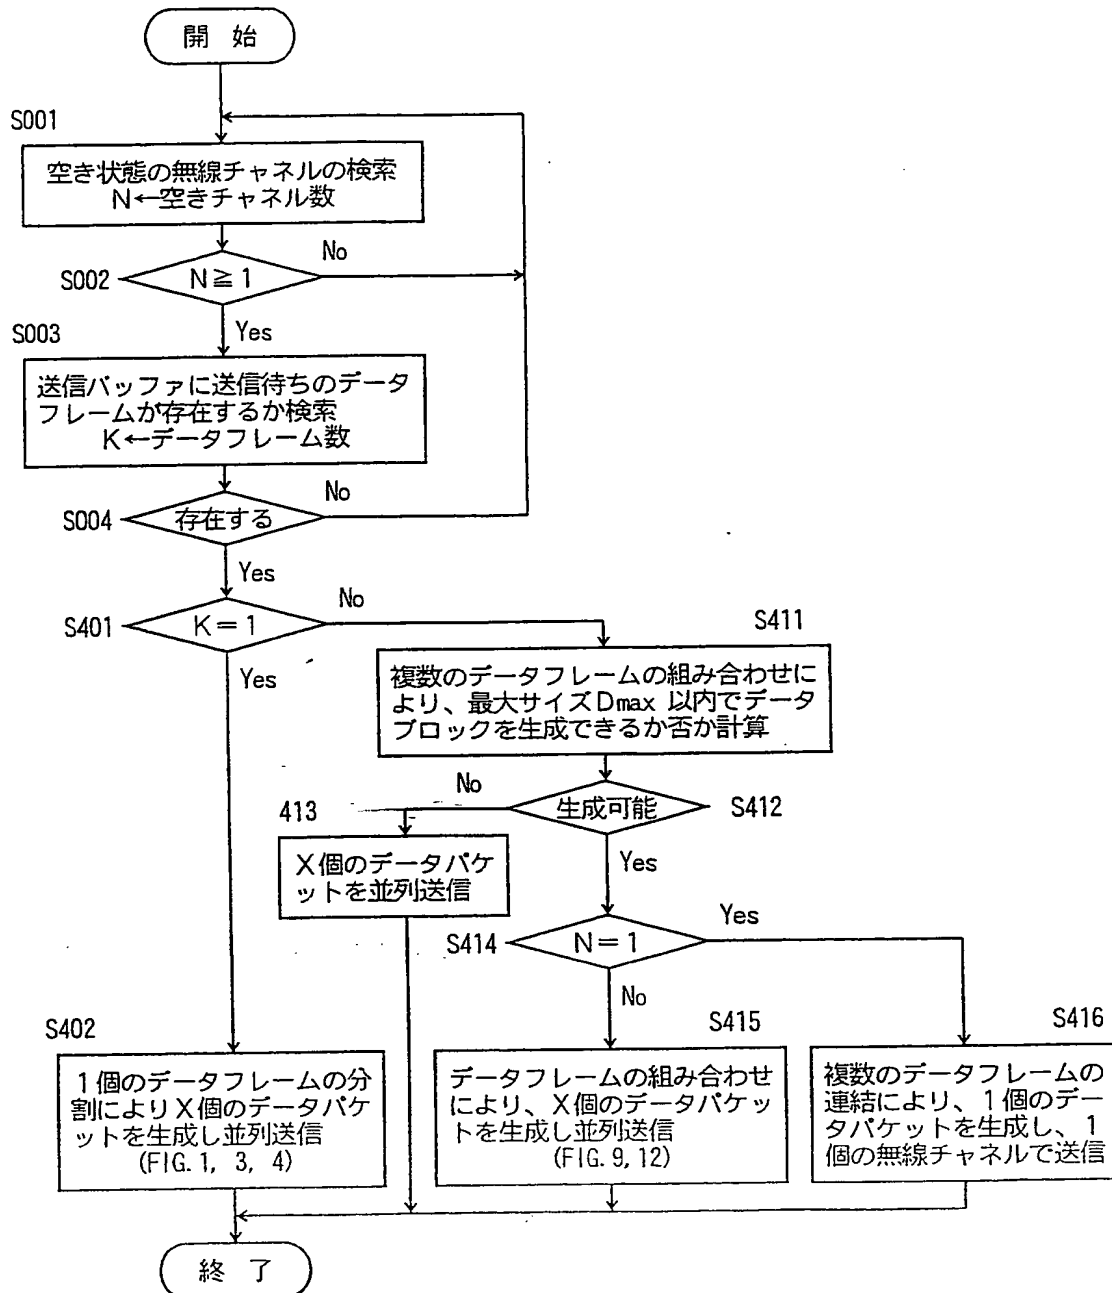 開 始
S001
空き状態の無線チャネルの検索
N←空きチャネル数
No
S002
N≧1
Yes
S003
送信バッファに送信待ちのデータ
フレームが存在するか検索
K←データフレーム数
No
S004
存在する
Yes
No
S401
K=1
Yes
S411
複数のデータフレームの組み合わせに
より、最大サイズDmax 以内でデータ
ブロックを生成できるか否か計算
No
生成可能
S412
413
X個のデータパケ
ットを並列送信
Yes
Yes
S414
N=1
No
S402
1個のデータフレームの分
割によりX個のデータパケ
ットを生成し並列送信
(FIG. 1, 3, 4)
S415
データフレームの組み合わせ
により、X個のデータパケッ
トを生成し並列送信
(FIG. 9, 12)
S416
複数のデータフレームの
連結により、1個のデー
タパケットを生成し、1
個の無線チャネルで送信
終 了